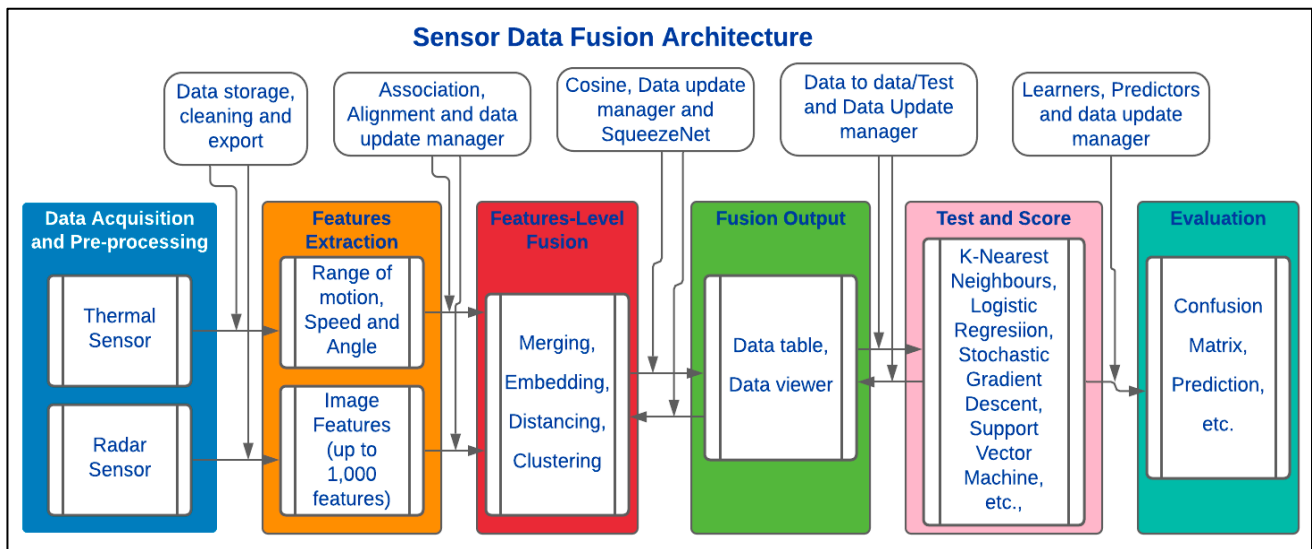 Sensor Data Fusion Architecture
Data storage,
cleaning and
export
Association,
Alignment and data
update manager
Cosine, Data update
manager and
SqueezeNet
Data to data/Test
and Data Update
manager
Learners, Predictors
and data update
manager
Data Acquisition
and Pre-processing
Thermal
Sensor
Radar
Sensor
Features
Extraction
Range of
motion,
Speed and
Angle
Image
Features
(up to
1,000
features)
Features-Level
Fusion
Merging,
Embedding,
Distancing,
Clustering
Fusion Output
Data table,
Data viewer
Test and Score
K-Nearest
Neighbours,
Logistic
Regresiion,
Stochastic
Gradient
Descent,
Support
Vector
Machine,
etc.,
Evaluation
Confusion
Matrix,
Prediction,
etc.